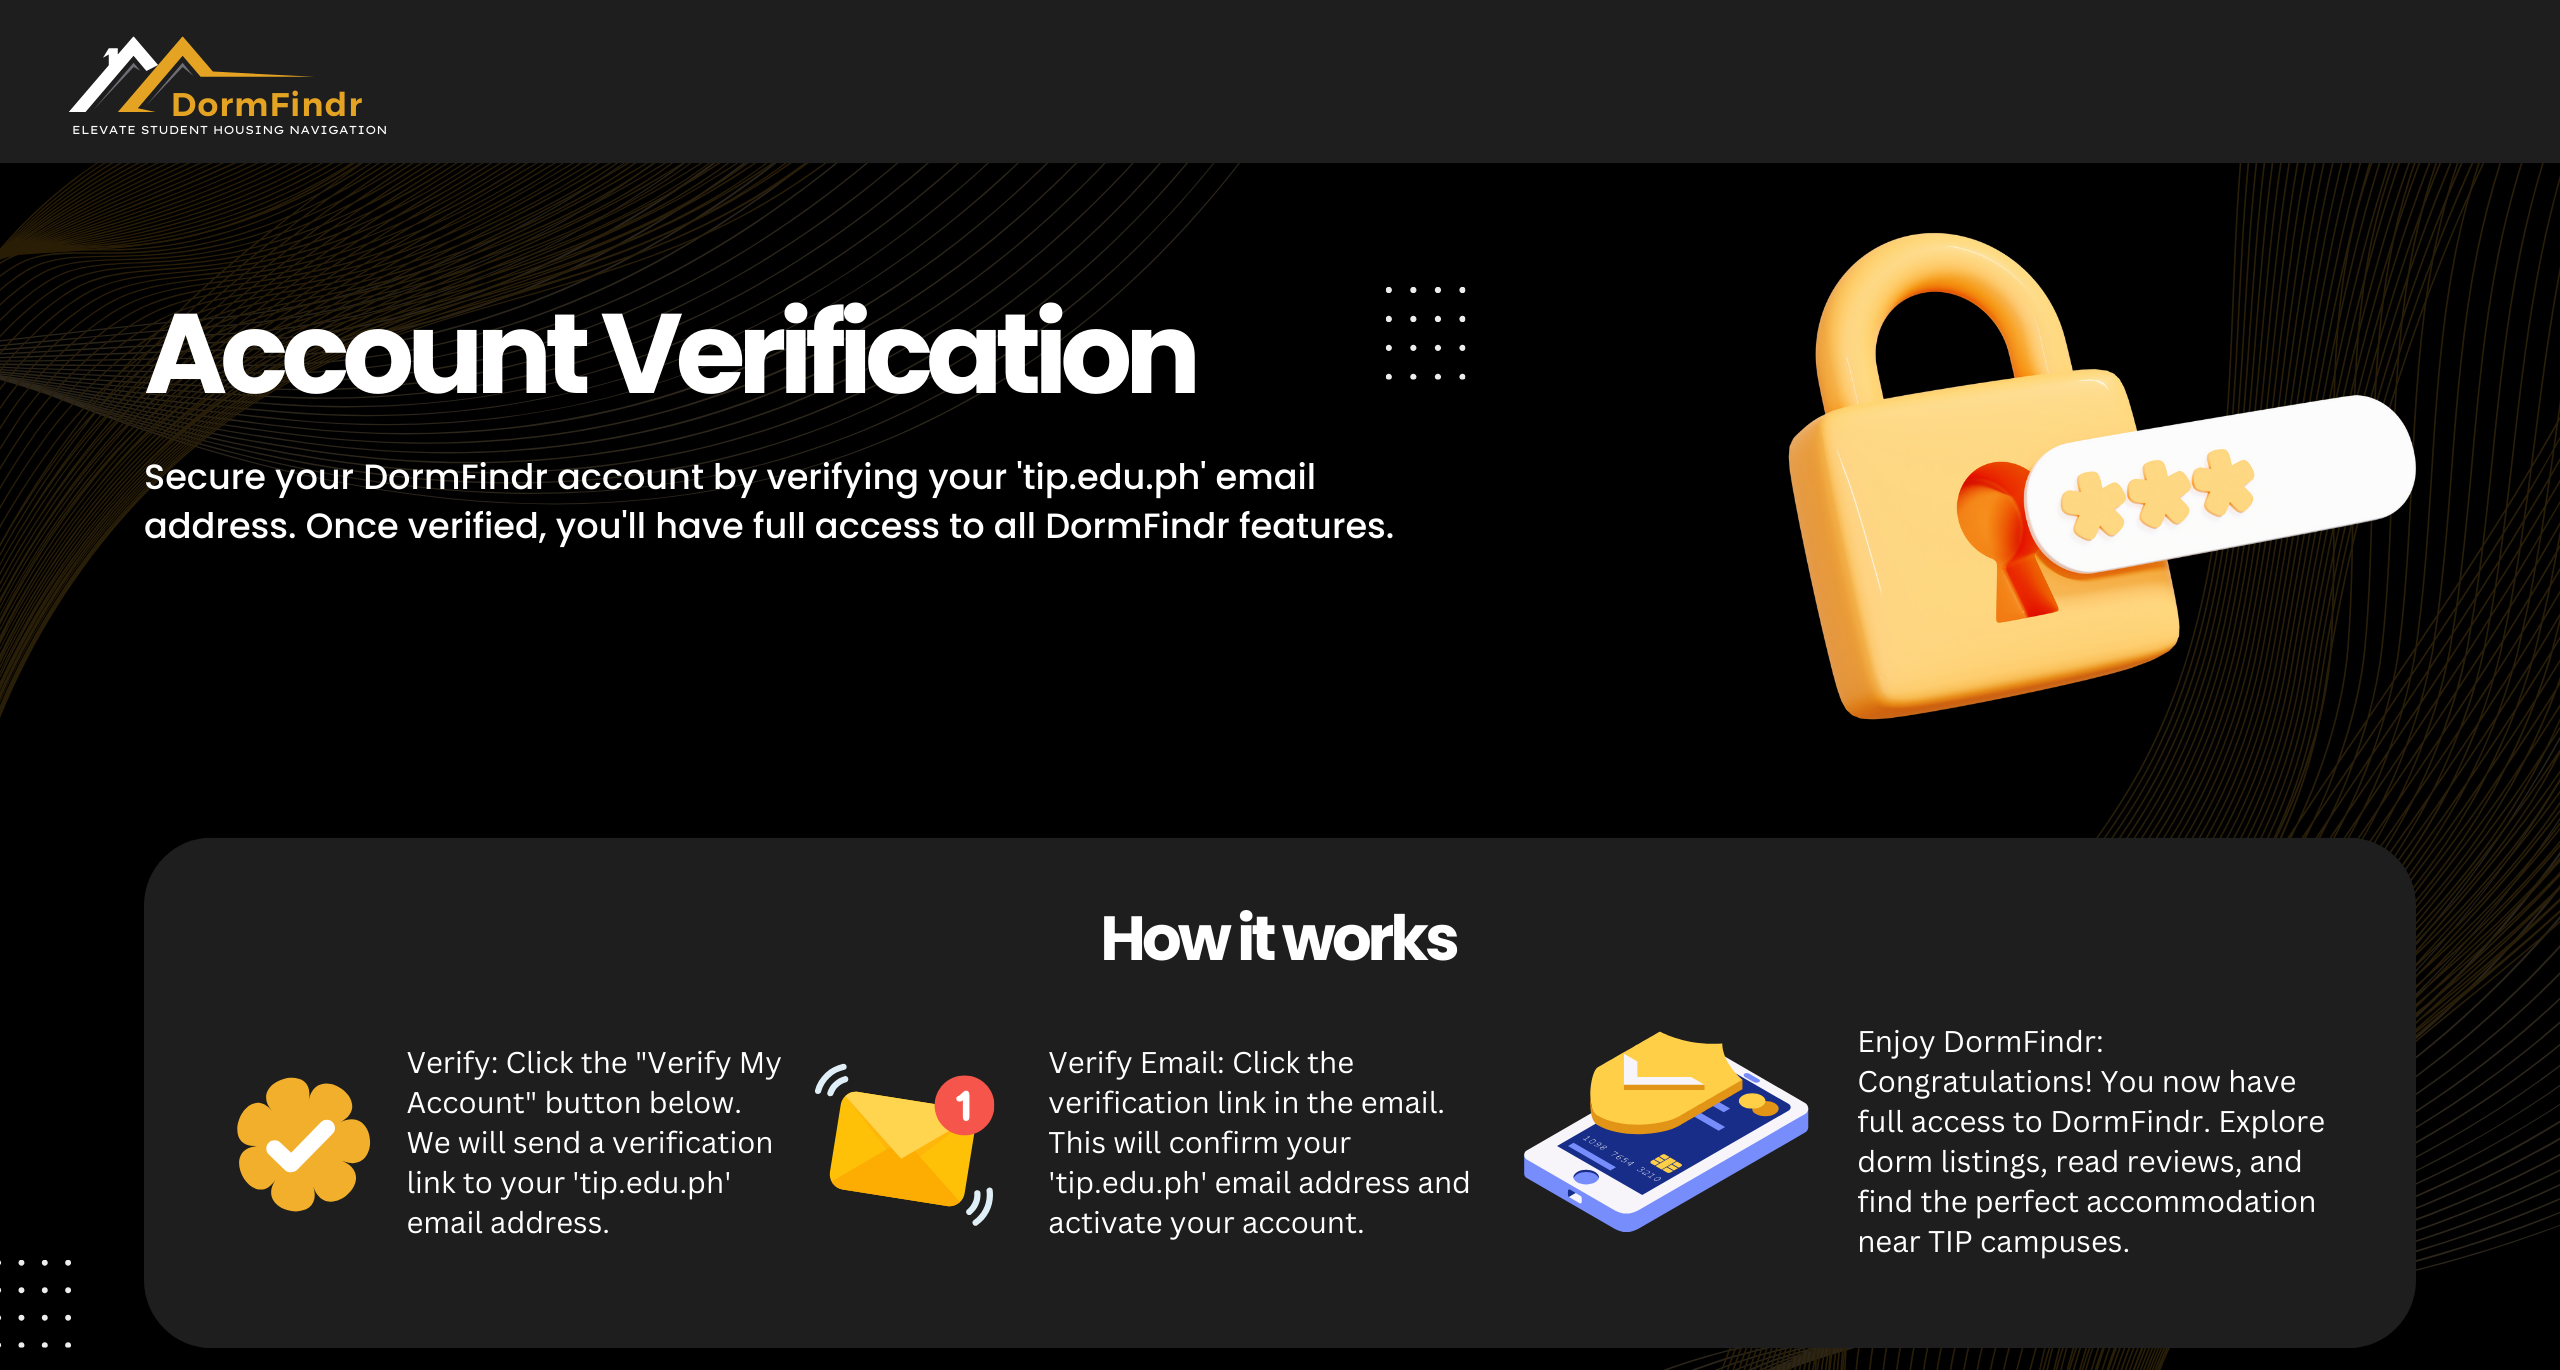 DormFindr
ELEVATE STUDENT HOUSING NAVIGATION
Account Verification
Secure your DormFindr account by verifying your 'tip.edu.ph' email
address. Once verified, you'll have full access to all DormFindr features.
How it works
Verify: Click the "Verify My
Account" button below.
We will send a verification
link to your 'tip.edu.ph'
email address.
1
Verify Email: Click the
verification link in the email.
This will confirm your
'tip.edu.ph' email address and
activate your account.
1098 7654 3210
Enjoy DormFindr:
Congratulations! You now have
full access to DormFindr. Explore
dorm listings, read reviews, and
find the perfect accommodation
near TIP campuses.